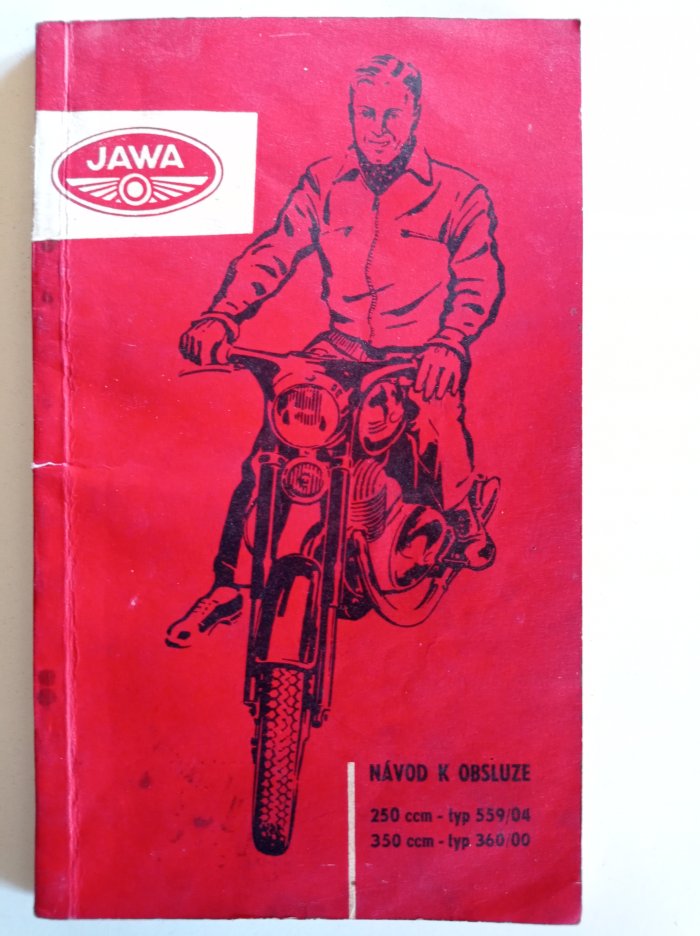 JAWA
NÁVOD K OBSLUZE
250 ccm - typ 559/04
350 ccm - typ 360/00